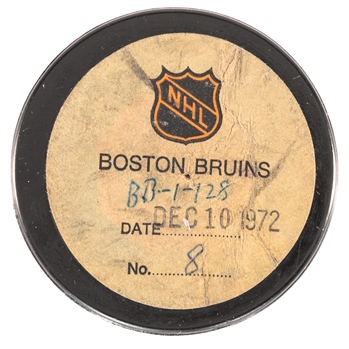 NHL
BOSTON BRUINS
BB-1-128
DATE DEC 10 1972
No. 8